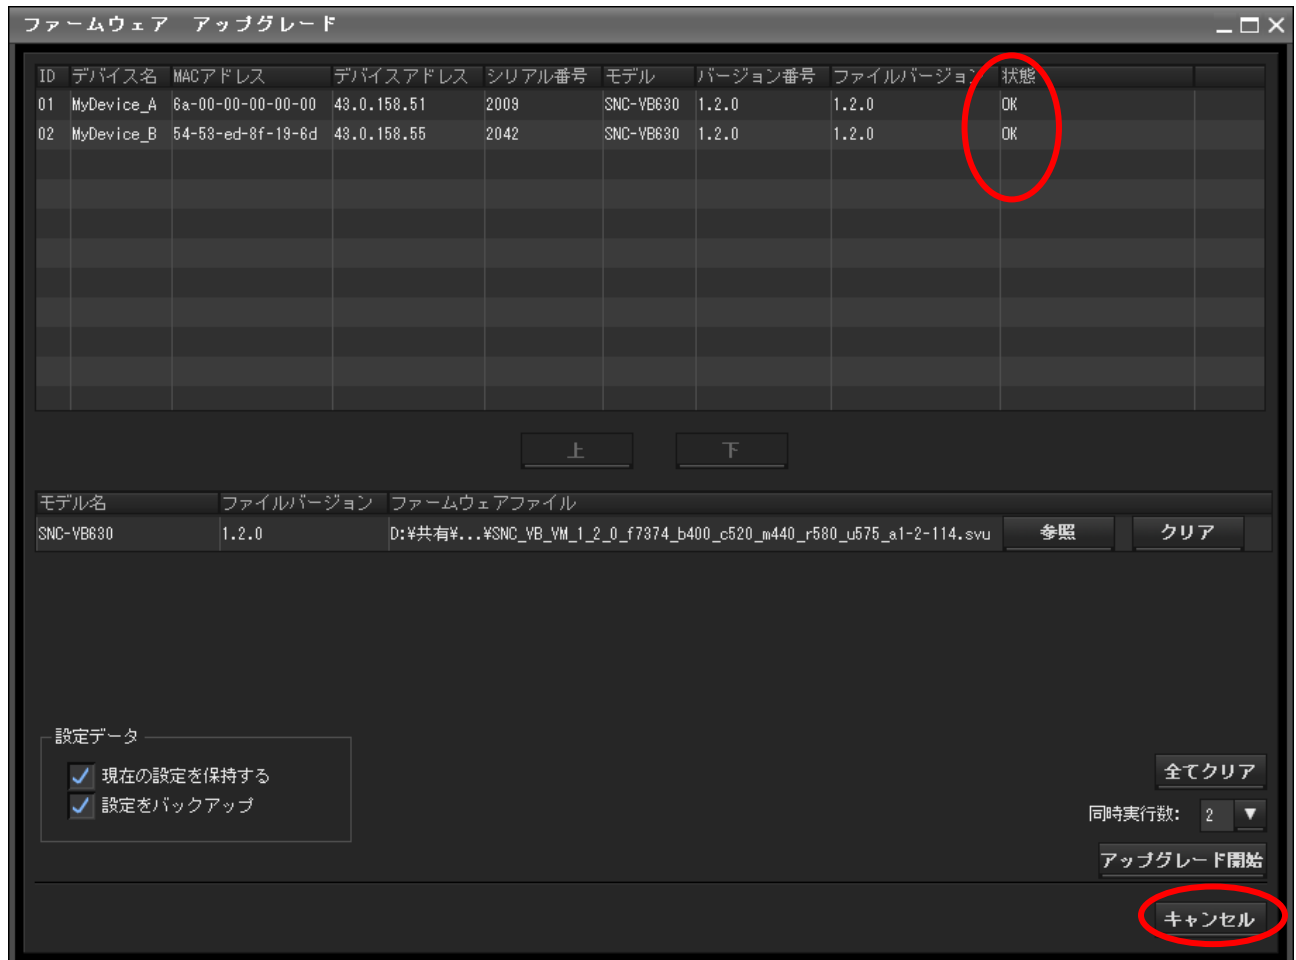 ファームウェア　アップグレード
ID デバイス名 MACアドレス デバイスアドレス シリアル番号 モデル バージョン番号 ファイルバージョン 状態
01 MyDevice_A 6a-00-00-00-00-00 43.0.158.51 2009 SNC-VB630 1.2.0 1.2.0 OK
02 MyDevice_B 54-53-ed-8f-19-6d 43.0.158.55 2042 SNC-VB630 1.2.0 1.2.0 OK
上 下
モデル名 ファイルバージョン ファームウェアファイル
SNC-VB630 1.2.0 D:¥共有¥...¥SNC_VB_VM_1_2_0_f7374_b400_c520_m440_r580_u575_a1-2-114.svu 参照 クリア
設定データ
現在の設定を保持する
設定をバックアップ
全てクリア
同時実行数: 2
アップグレード開始
キャンセル